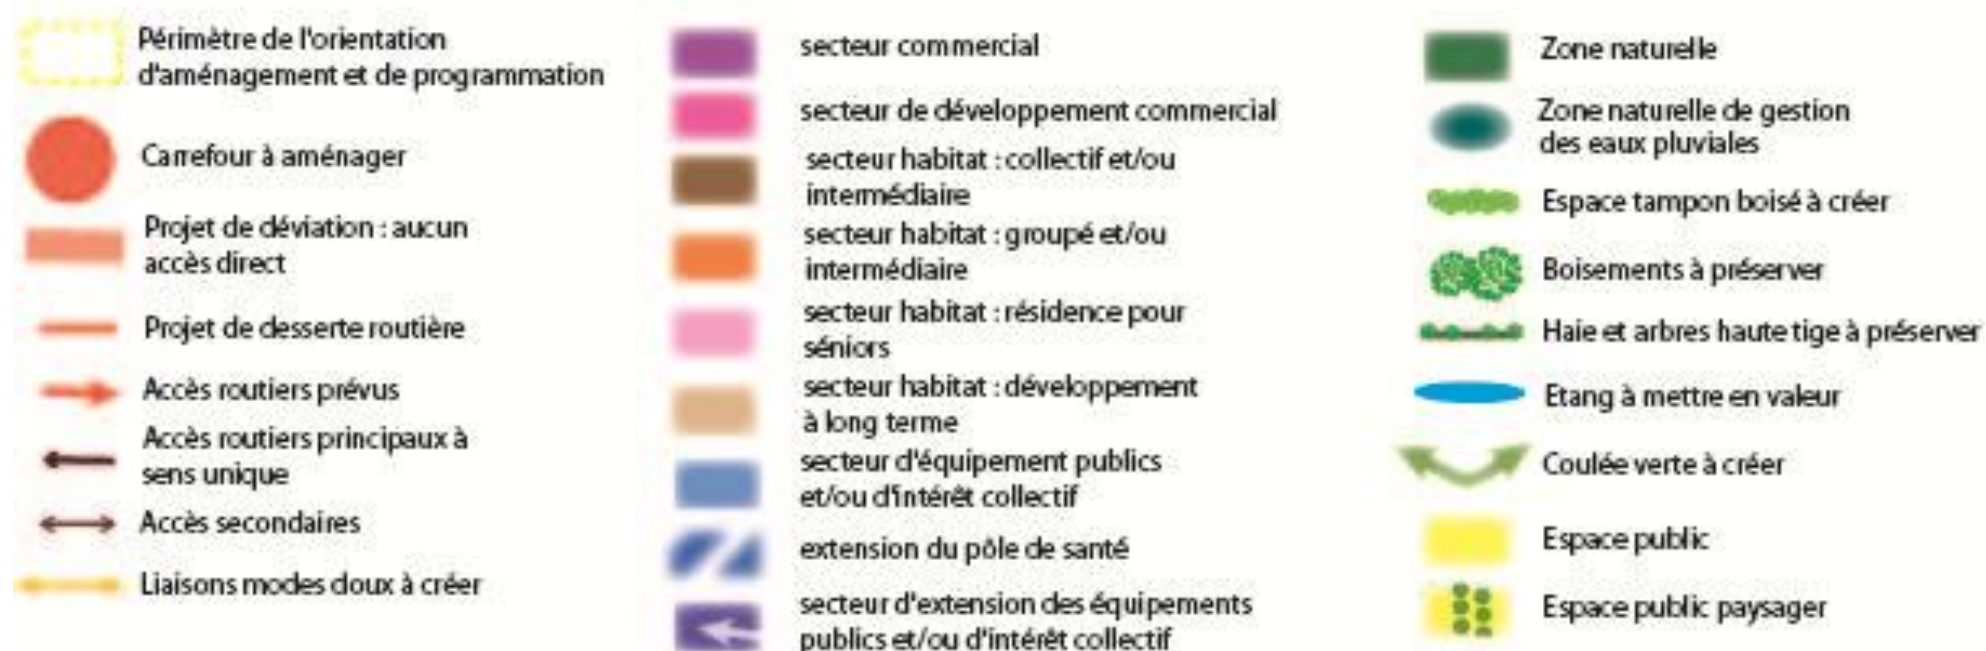 Périmètre de l'orientation
d'aménagement et de programmation
Carrefour à aménager
Projet de déviation : aucun
accès direct
Projet de desserte routière
Accès routiers prévus
Accès routiers principaux à
sens unique
Accès secondaires
Liaisons modes doux à créer
secteur commercial
secteur de développement commercial
secteur habitat : collectif et/ou
intermédiaire
secteur habitat : groupé et/ou
intermédiaire
secteur habitat : résidence pour
séniors
secteur habitat : développement
à long terme
secteur d'équipement publics
et/ou d'intérêt collectif
extension du pôle de santé
secteur d'extension des équipements
publics et/ou d'intérêt collectif
Zone naturelle
Zone naturelle de gestion
des eaux pluviales
Espace tampon boisé à créer
Boisements à préserver
Haie et arbres haute tige à préserver
Etang à mettre en valeur
Coulée verte à créer
Espace public
Espace public paysager